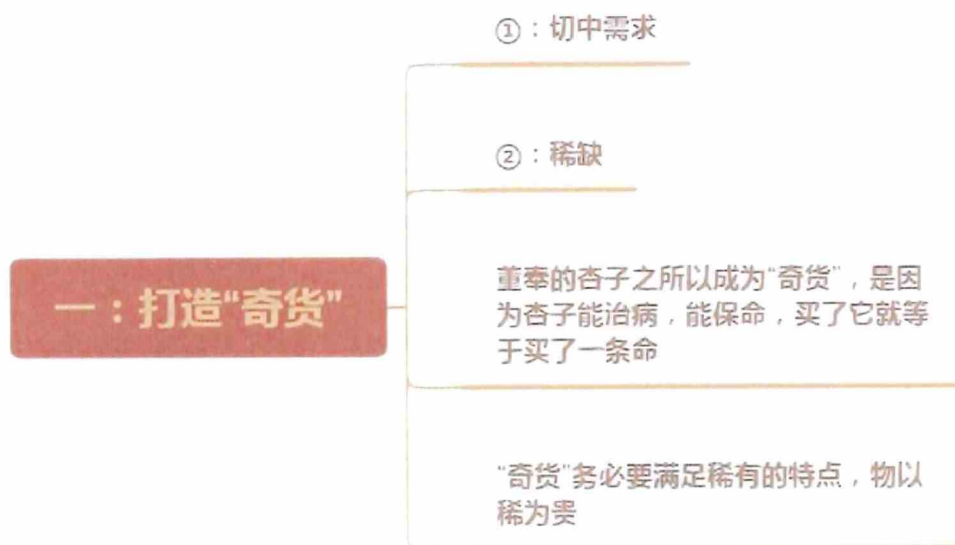 ①：切中需求
②：稀缺
一：打造“奇货”
董奉的杏子之所以成为“奇货”，是因
为杏子能治病，能保命，买了它就等
于买了一条命
“奇货”务必要满足稀有的特点，物以
稀为贵